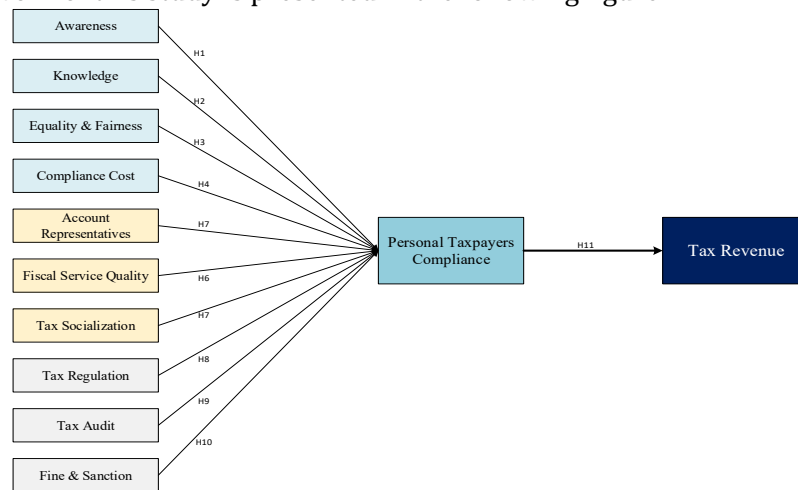 Awareness
H1
Knowledge
H2
Equality & Fairness
H3
Compliance Cost
H4
Account
Representatives
H7
Fiscal Service Quality
H6
Tax Socialization
H7
Tax Regulation
H8
Tax Audit
H9
Fine & Sanction
H10
Personal Taxpayers
Compliance
H11
Tax Revenue